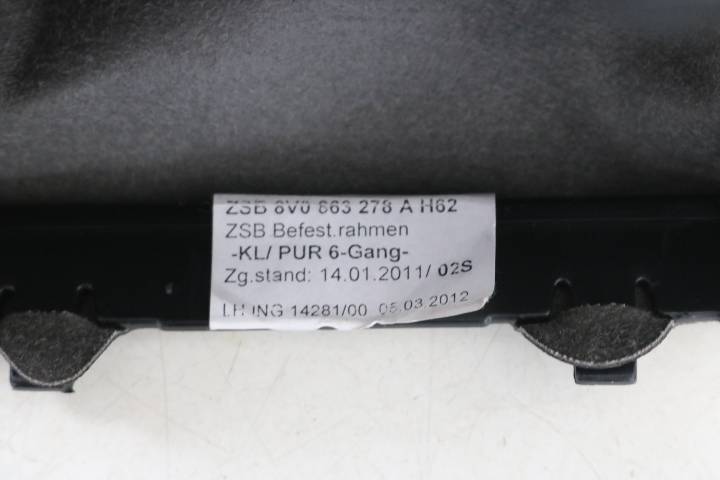 ZSB 8V0 863 278 A H62
ZSB Befest.rahmen
-KL/ PUR 6-Gang-
Zg.stand: 14.01.2011/ 02S
14281/00 05.03.2012